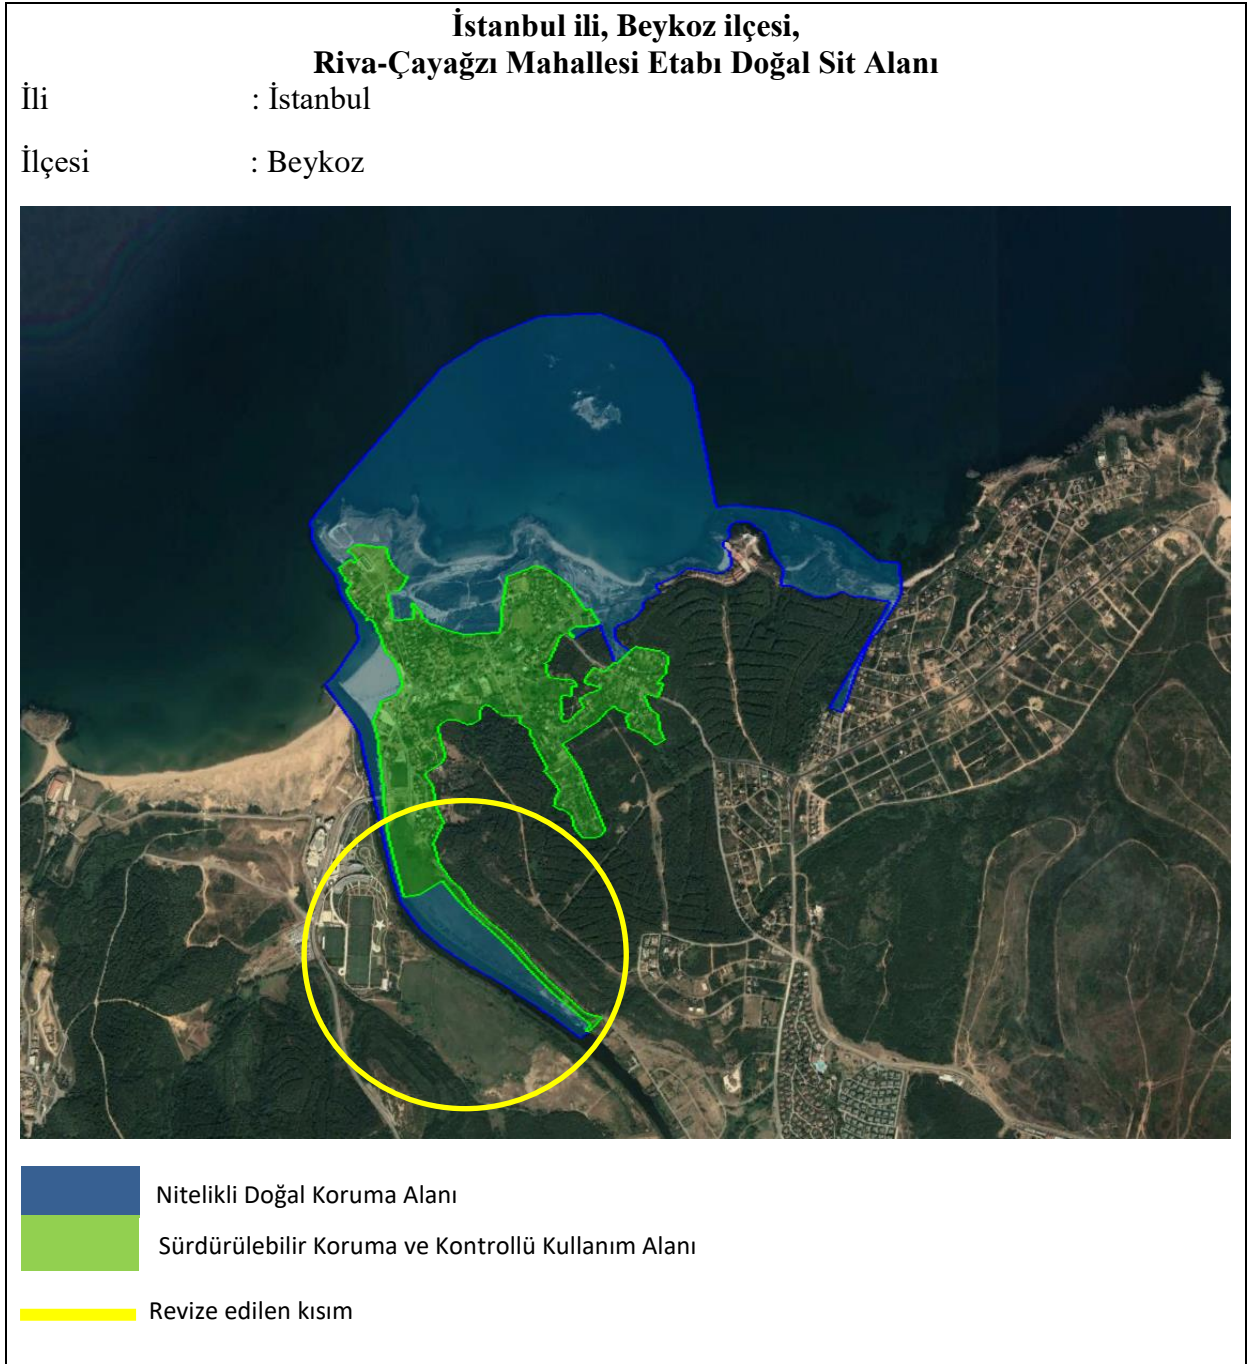 İstanbul ili, Beykoz ilçesi,
Riva-Çayağzı Mahallesi Etabı Doğal Sit Alanı
İli : İstanbul
İlçesi : Beykoz
Nitelikli Doğal Koruma Alanı
Sürdürülebilir Koruma ve Kontrollü Kullanım Alanı
Revize edilen kısım